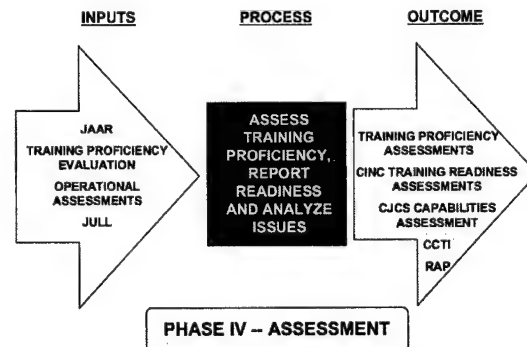 INPUTS
PROCESS
OUTCOME
JAAR
TRAINING PROFICIENCY
EVALUATION
OPERATIONAL
ASSESSMENTS
JULL
ASSESS
TRAINING
PROFICIENCY,
REPORT
READINESS
AND ANALYZE
ISSUES
TRAINING PROFICIENCY
ASSESSMENTS
CINC TRAINING READINESS
ASSESSMENTS
CJCS CAPABILITIES
ASSESSMENT
CCTI
RAP
PHASE IV -- ASSESSMENT